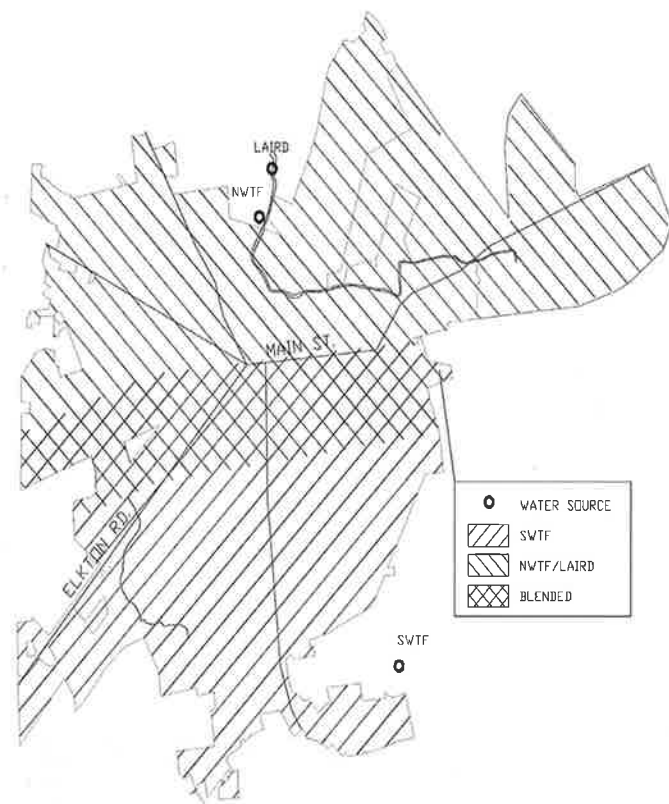 LAIRD
NWTF
MAIN ST.
ELKTON RD.
WATER SOURCE
SWTF
NWTF/LAIRD
BLENDED
SWTF